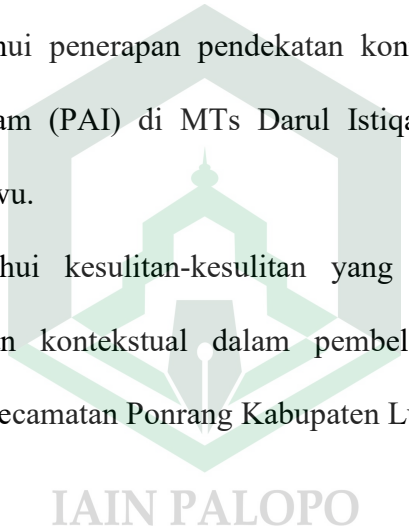 hui penerapan pendekatan kon
am (PAI) di MTs Darul Istiqa
vu.
hui kesulitan-kesulitan yang
n kontekstual dalam pembel
ecamatan Ponrang Kabupaten L
IAIN PALOPO